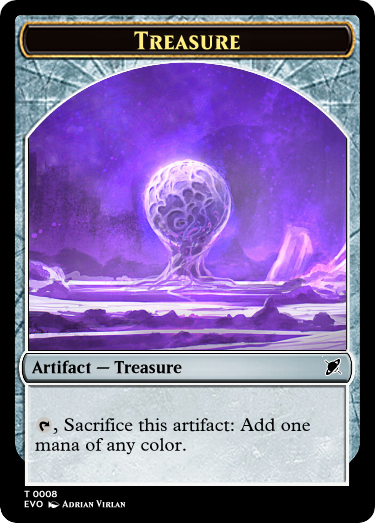 TREASURE
Artifact — Treasure
, Sacrifice this artifact: Add one
mana of any color.
T 0008
EVO ADRIAN VIRLAN